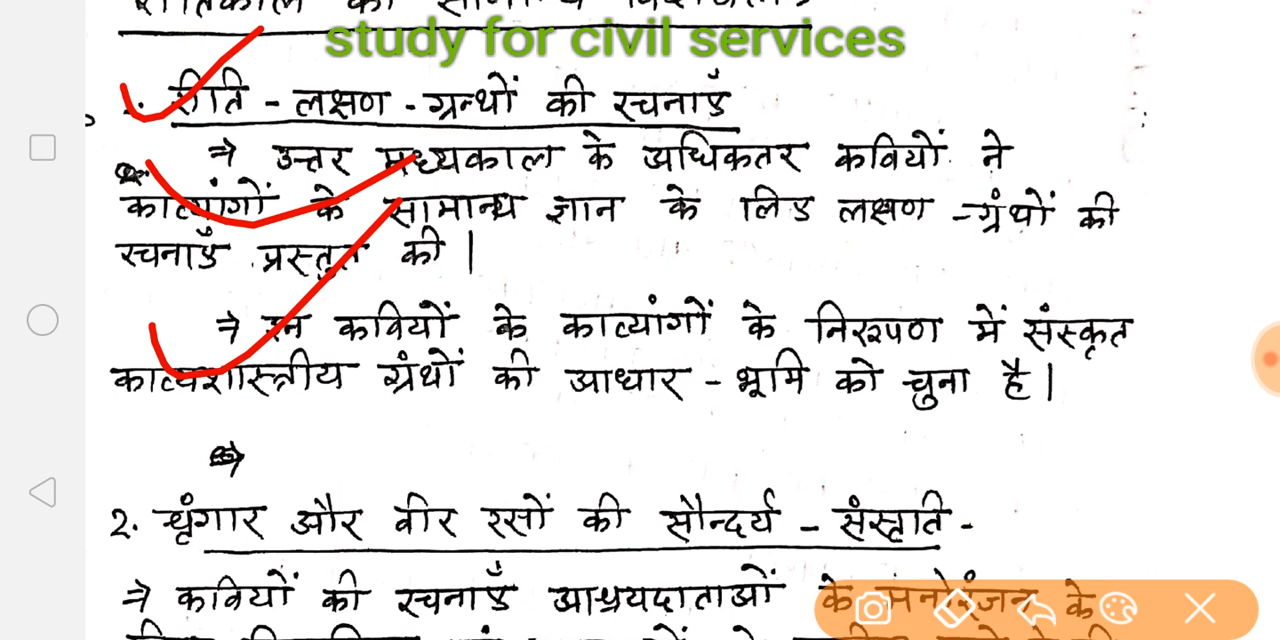 रीतिकाल की सामान्य
study for civil services
1. रीति - लक्षण - ग्रन्थों की रचनाएँ
⇒ उत्तर मध्यकाल के अधिकतर कवियों ने
काव्यांगों के सामान्य ज्ञान के लिए लक्षण - ग्रंथों की
रचनाएँ प्रस्तुत की |
⇒ इन कवियों के काव्यांगों के निरूपण में संस्कृत
काव्यशास्त्रीय ग्रंथों की आधार - भूमि को चुना है |
⇒
2. श्रृंगार और वीर रसों की सौन्दर्य - संस्तृति -
⇒ कवियों की रचनाएँ आश्रयदाताओं के मनोरंजन के